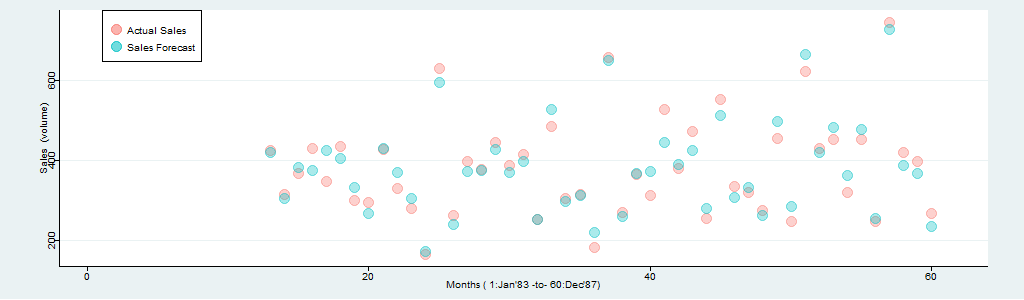 Actual Sales
Sales Forecast
600
400
200
Sales (volume)
0
20
40
60
Months ( 1:Jan'83 -to- 60:Dec'87)